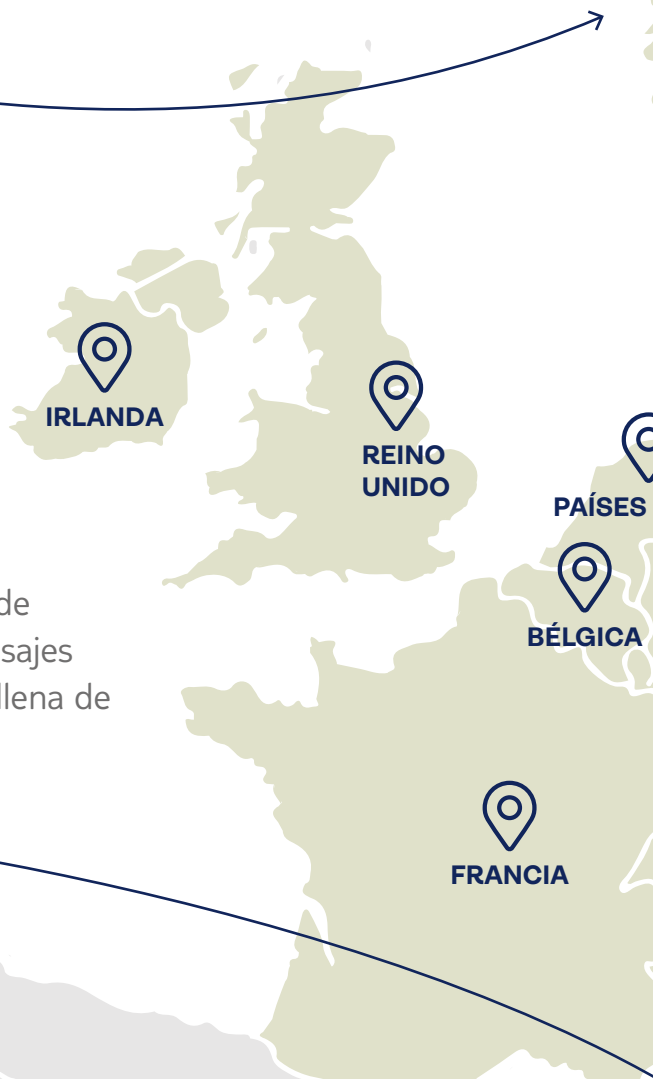 IRLANDA
REINO
UNIDO
PAÍSES
BÉLGICA
de
sajes
llena de
FRANCIA